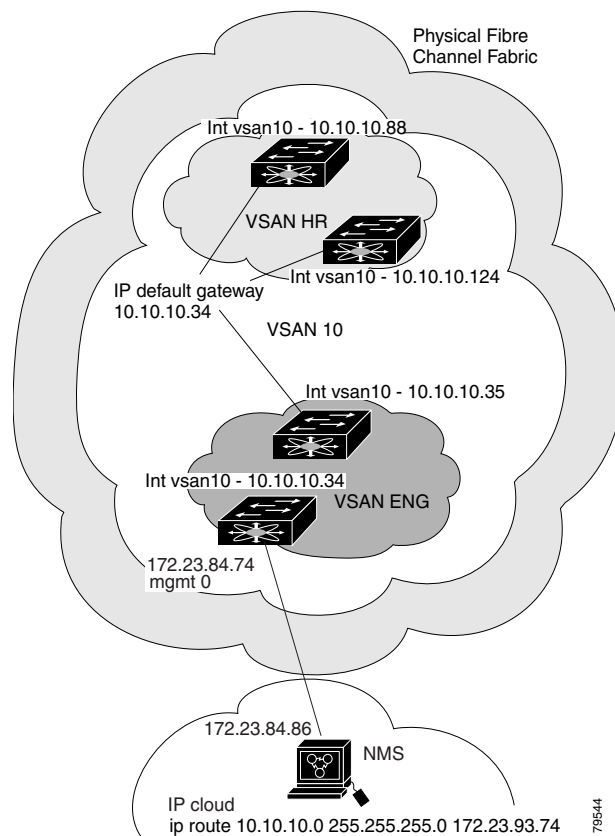 Physical Fibre
Channel Fabric
Int vsan10 - 10.10.10.88
VSAN HR
Int vsan10 - 10.10.10.124
IP default gateway
10.10.10.34
VSAN 10
Int vsan10 - 10.10.10.35
Int vsan10 - 10.10.10.34
VSAN ENG
172.23.84.74
mgmt 0
172.23.84.86
NMS
IP cloud
ip route 10.10.10.0 255.255.255.0 172.23.93.74
79544